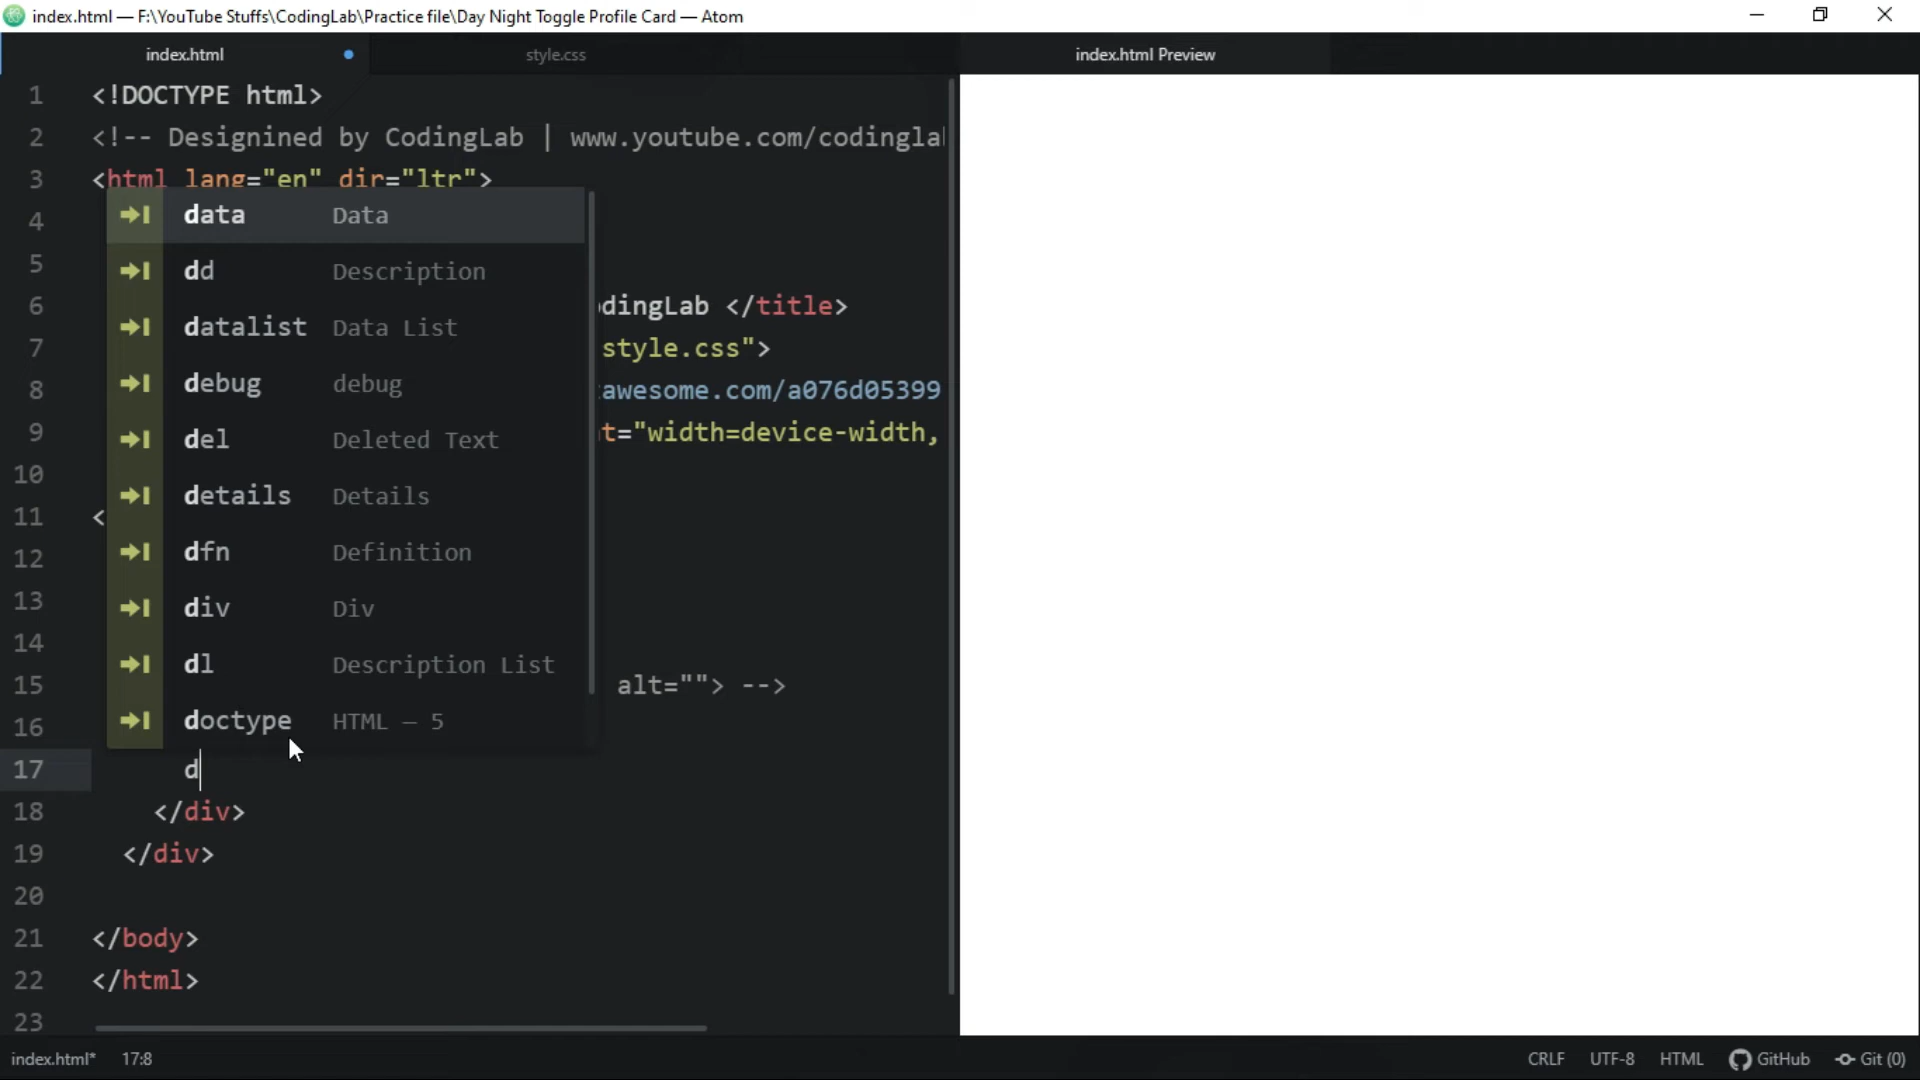 index.html — F:\YouTube Stuffs\CodingLab\Practice file\Day Night Toggle Profile Card — Atom
index.html
style.css
index.html Preview
1 <!DOCTYPE html>
2 <!-- Designined by CodingLab | www.youtube.com/codingla
3 <html lang="en" dir="ltr">
4
5
6 odingLab </title>
7 style.css">
8 awesome.com/a076d05399
9 t="width=device-width,
10
11 <
12
13
14
15 alt=""> -->
16
data Data
dd Description
datalist Data List
debug debug
del Deleted Text
details Details
dfn Definition
div Div
dl Description List
doctype HTML – 5
17 d
18 </div>
19 </div>
20
21 </body>
22 </html>
23
index.html* 17:8 CRLF UTF-8 HTML GitHub Git (0)